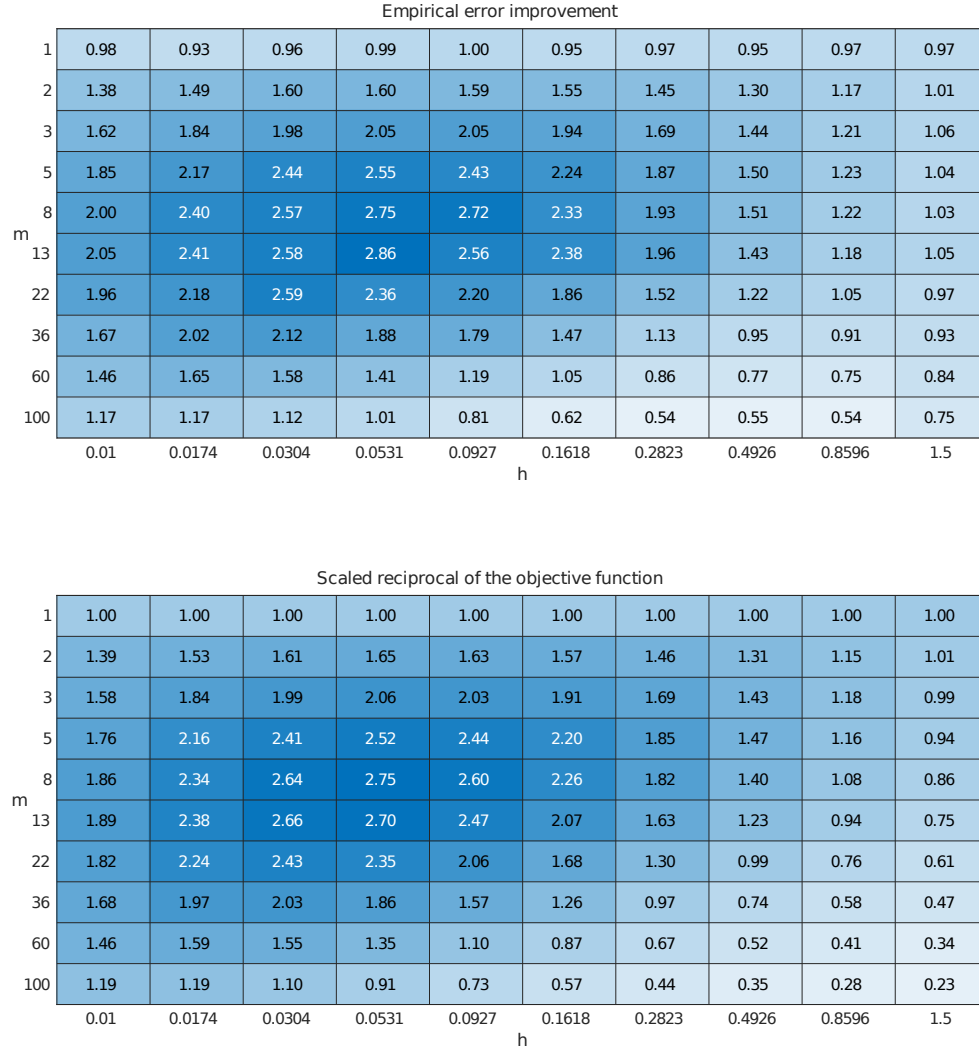 Empirical error improvement
1 0.98 0.93 0.96 0.99 1.00 0.95 0.97 0.95 0.97 0.97
2 1.38 1.49 1.60 1.60 1.59 1.55 1.45 1.30 1.17 1.01
3 1.62 1.84 1.98 2.05 2.05 1.94 1.69 1.44 1.21 1.06
5 1.85 2.17 2.44 2.55 2.43 2.24 1.87 1.50 1.23 1.04
8 2.00 2.40 2.57 2.75 2.72 2.33 1.93 1.51 1.22 1.03
m
13 2.05 2.41 2.58 2.86 2.56 2.38 1.96 1.43 1.18 1.05
22 1.96 2.18 2.59 2.36 2.20 1.86 1.52 1.22 1.05 0.97
36 1.67 2.02 2.12 1.88 1.79 1.47 1.13 0.95 0.91 0.93
60 1.46 1.65 1.58 1.41 1.19 1.05 0.86 0.77 0.75 0.84
100 1.17 1.17 1.12 1.01 0.81 0.62 0.54 0.55 0.54 0.75
0.01 0.0174 0.0304 0.0531 0.0927 0.1618 0.2823 0.4926 0.8596 1.5
h
Scaled reciprocal of the objective function
1 1.00 1.00 1.00 1.00 1.00 1.00 1.00 1.00 1.00 1.00
2 1.39 1.53 1.61 1.65 1.63 1.57 1.46 1.31 1.15 1.01
3 1.58 1.84 1.99 2.06 2.03 1.91 1.69 1.43 1.18 0.99
5 1.76 2.16 2.41 2.52 2.44 2.20 1.85 1.47 1.16 0.94
8 1.86 2.34 2.64 2.75 2.60 2.26 1.82 1.40 1.08 0.86
m
13 1.89 2.38 2.66 2.70 2.47 2.07 1.63 1.23 0.94 0.75
22 1.82 2.24 2.43 2.35 2.06 1.68 1.30 0.99 0.76 0.61
36 1.68 1.97 2.03 1.86 1.57 1.26 0.97 0.74 0.58 0.47
60 1.46 1.59 1.55 1.35 1.10 0.87 0.67 0.52 0.41 0.34
100 1.19 1.19 1.10 0.91 0.73 0.57 0.44 0.35 0.28 0.23
0.01 0.0174 0.0304 0.0531 0.0927 0.1618 0.2823 0.4926 0.8596 1.5
h